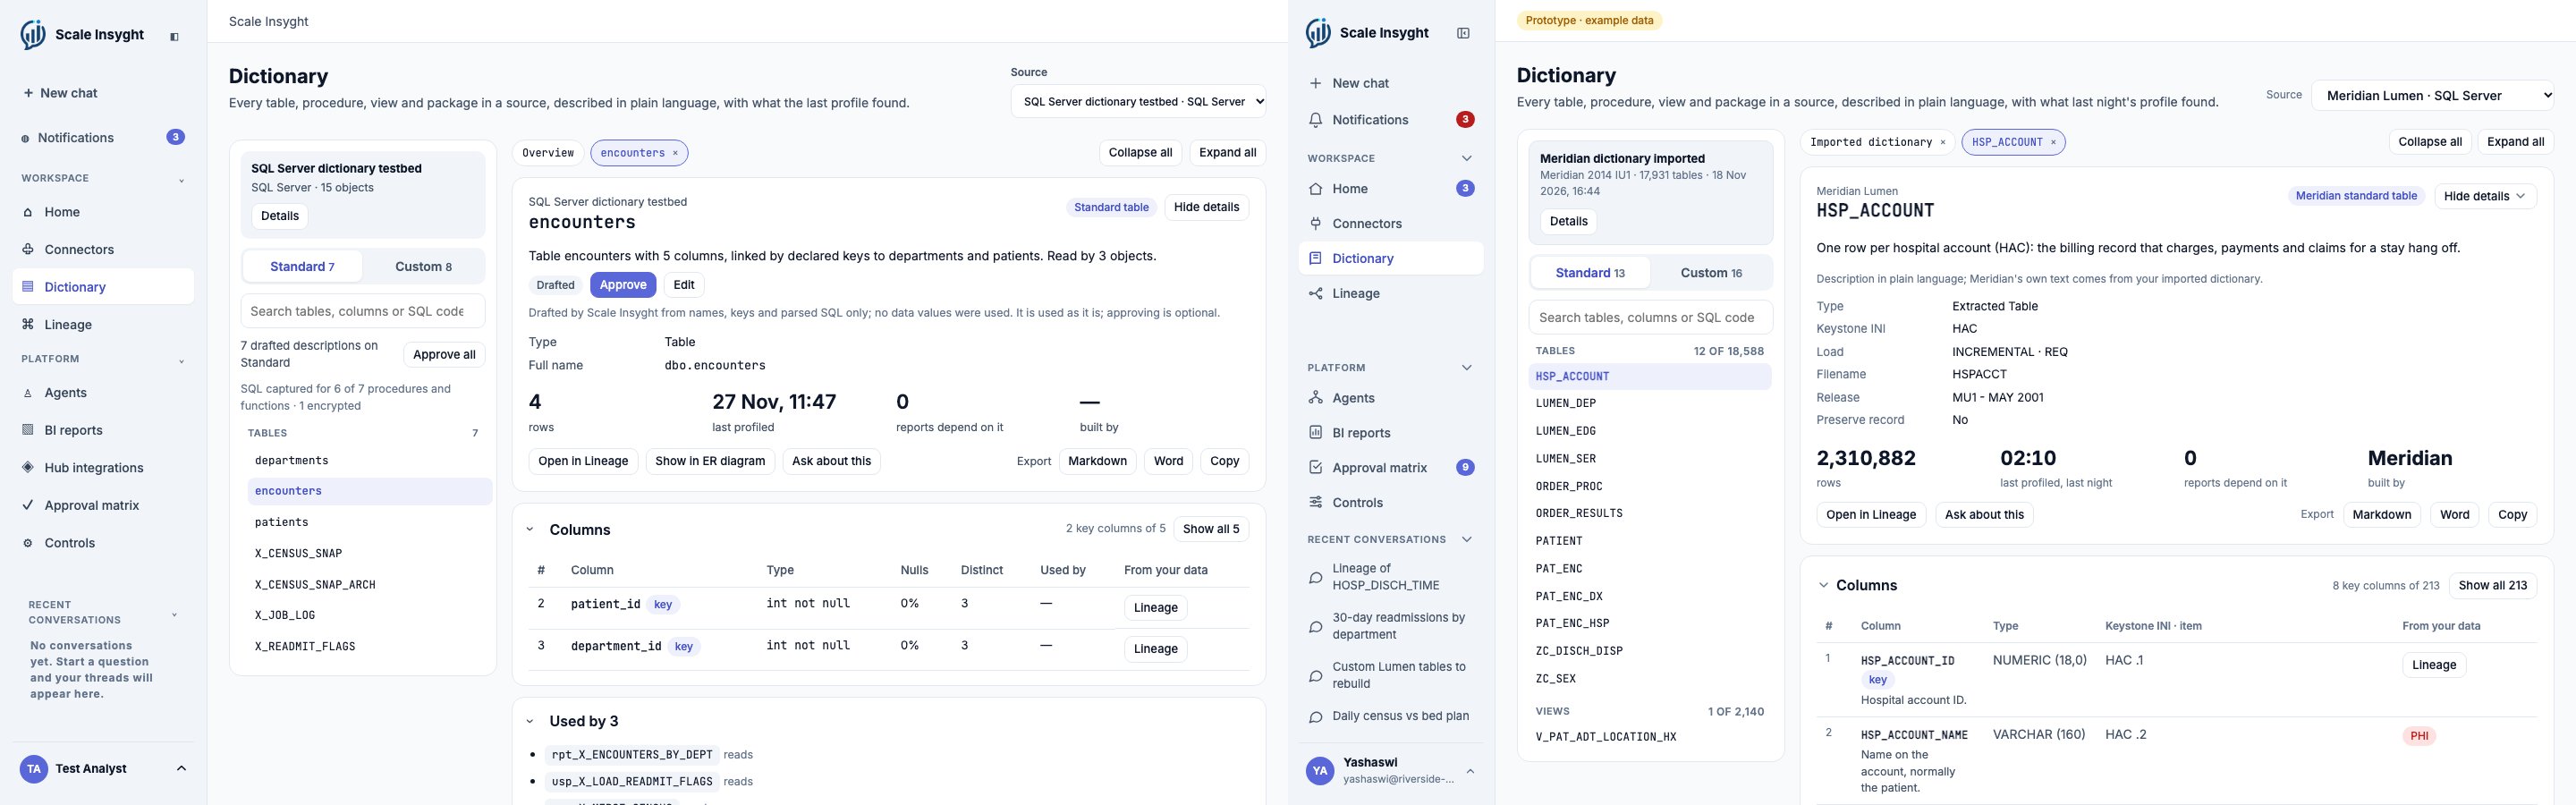 Scale Insyght
New chat
Notifications 3
WORKSPACE
Home
Connectors
Dictionary
Lineage
PLATFORM
Agents
BI reports
Hub integrations
Approval matrix
Controls
RECENT
CONVERSATIONS
No conversations
yet. Start a question
and your threads will
appear here.
TA Test Analyst
Scale Insyght
Dictionary
Every table, procedure, view and package in a source, described in plain language, with what the last profile found.
Source
SQL Server dictionary testbed · SQL Server
SQL Server dictionary testbed
SQL Server · 15 objects
Details
Standard 7 Custom 8
Search tables, columns or SQL code
7 drafted descriptions on
Standard
Approve all
SQL captured for 6 of 7 procedures and
functions · 1 encrypted
TABLES 7
departments
encounters
patients
X_CENSUS_SNAP
X_CENSUS_SNAP_ARCH
X_JOB_LOG
X_READMIT_FLAGS
Overview encounters ×
Collapse all Expand all
SQL Server dictionary testbed
encounters
Standard table Hide details
Table encounters with 5 columns, linked by declared keys to departments and patients. Read by 3 objects.
Drafted Approve Edit
Drafted by Scale Insyght from names, keys and parsed SQL only; no data values were used. It is used as it is; approving is optional.
Type Table
Full name dbo.encounters
4 27 Nov, 11:47 0 —
rows last profiled reports depend on it built by
Open in Lineage Show in ER diagram Ask about this Export Markdown Word Copy
Columns 2 key columns of 5 Show all 5
# Column Type Nulls Distinct Used by From your data
2 patient_id key int not null 0% 3 — Lineage
3 department_id key int not null 0% 3 — Lineage
Used by 3
rpt_X_ENCOUNTERS_BY_DEPT reads
usp_X_LOAD_READMIT_FLAGS reads
Scale Insyght
New chat
Notifications 3
WORKSPACE
Home 3
Connectors
Dictionary
Lineage
PLATFORM
Agents
BI reports
Approval matrix 9
Controls
RECENT CONVERSATIONS
Lineage of
HOSP_DISCH_TIME
30-day readmissions by
department
Custom Lumen tables to
rebuild
Daily census vs bed plan
YA Yashaswi
yashaswi@riverside-...
Prototype · example data
Dictionary
Every table, procedure, view and package in a source, described in plain language, with what last night's profile found.
Source Meridian Lumen · SQL Server
Meridian dictionary imported
Meridian 2014 IU1 · 17,931 tables · 18 Nov
2026, 16:44
Details
Standard 13 Custom 16
Search tables, columns or SQL code
TABLES 12 OF 18,588
HSP_ACCOUNT
LUMEN_DEP
LUMEN_EDG
LUMEN_SER
ORDER_PROC
ORDER_RESULTS
PATIENT
PAT_ENC
PAT_ENC_DX
PAT_ENC_HSP
ZC_DISCH_DISP
ZC_SEX
VIEWS 1 OF 2,140
V_PAT_ADT_LOCATION_HX
Imported dictionary × HSP_ACCOUNT ×
Collapse all Expand all
Meridian Lumen
HSP_ACCOUNT
Meridian standard table Hide details
One row per hospital account (HAC): the billing record that charges, payments and claims for a stay hang off.
Description in plain language; Meridian's own text comes from your imported dictionary.
Type Extracted Table
Keystone INI HAC
Load INCREMENTAL · REQ
Filename HSPACCT
Release MU1 - MAY 2001
Preserve record No
2,310,882 02:10 0 Meridian
rows last profiled, last night reports depend on it built by
Open in Lineage Ask about this Export Markdown Word Copy
Columns 8 key columns of 213 Show all 213
# Column Type Keystone INI · item From your data
1 HSP_ACCOUNT_ID NUMERIC (18,0) HAC .1 Lineage
key
Hospital account ID.
2 HSP_ACCOUNT_NAME VARCHAR (160) HAC .2 PHI
Name on the
account, normally
the patient.